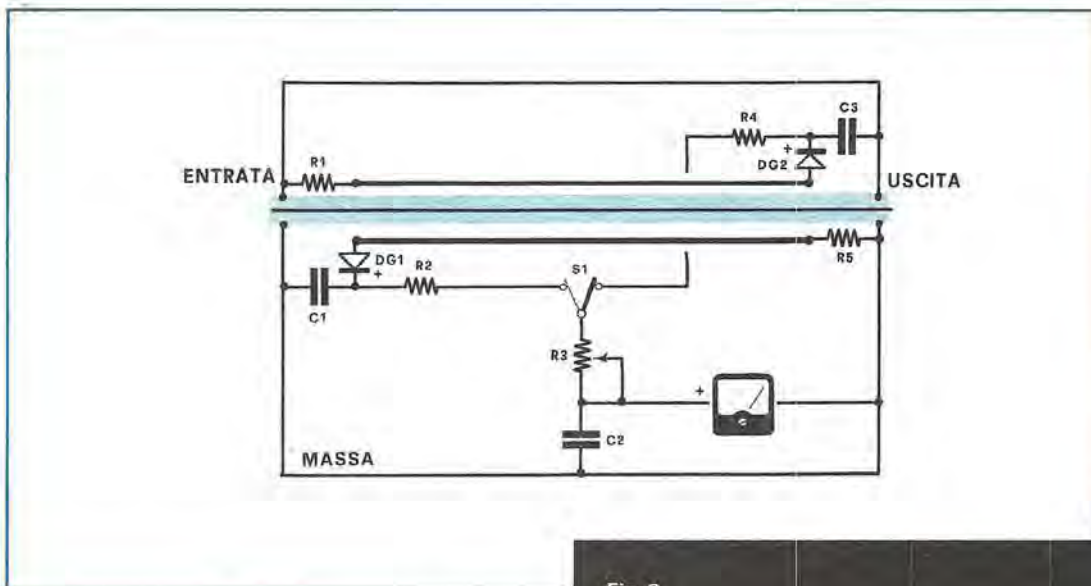 C3
R4
+
DG2
R1
ENTRATA
USCITA
R5
DG1
+
R2
S1
C1
R3
+
C2
MASSA